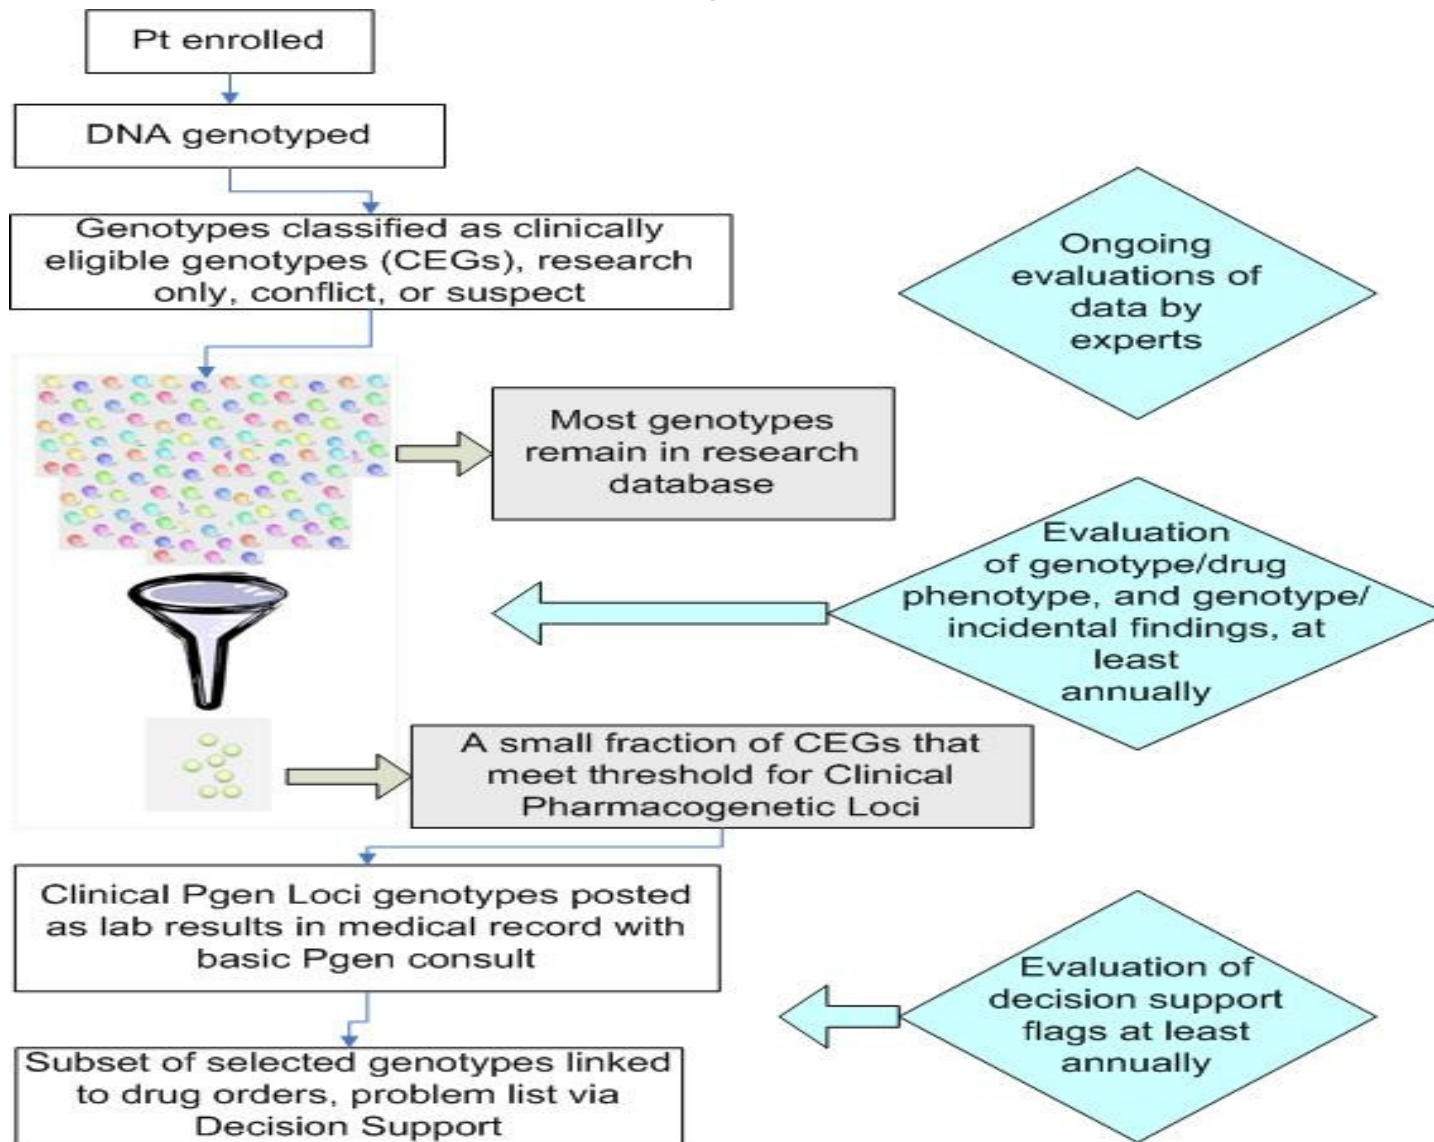 Pt enrolled
DNA genotyped
Genotypes classified as clinically
eligible genotypes (CEGs), research
only, conflict, or suspect
Ongoing
evaluations of
data by
experts
Most genotypes
remain in research
database
Evaluation
of genotype/drug
phenotype, and genotype/
incidental findings, at
least
annually
A small fraction of CEGs that
meet threshold for Clinical
Pharmacogenetic Loci
Clinical Pgen Loci genotypes posted
as lab results in medical record with
basic Pgen consult
Evaluation of
decision support
flags at least
annually
Subset of selected genotypes linked
to drug orders, problem list via
Decision Support